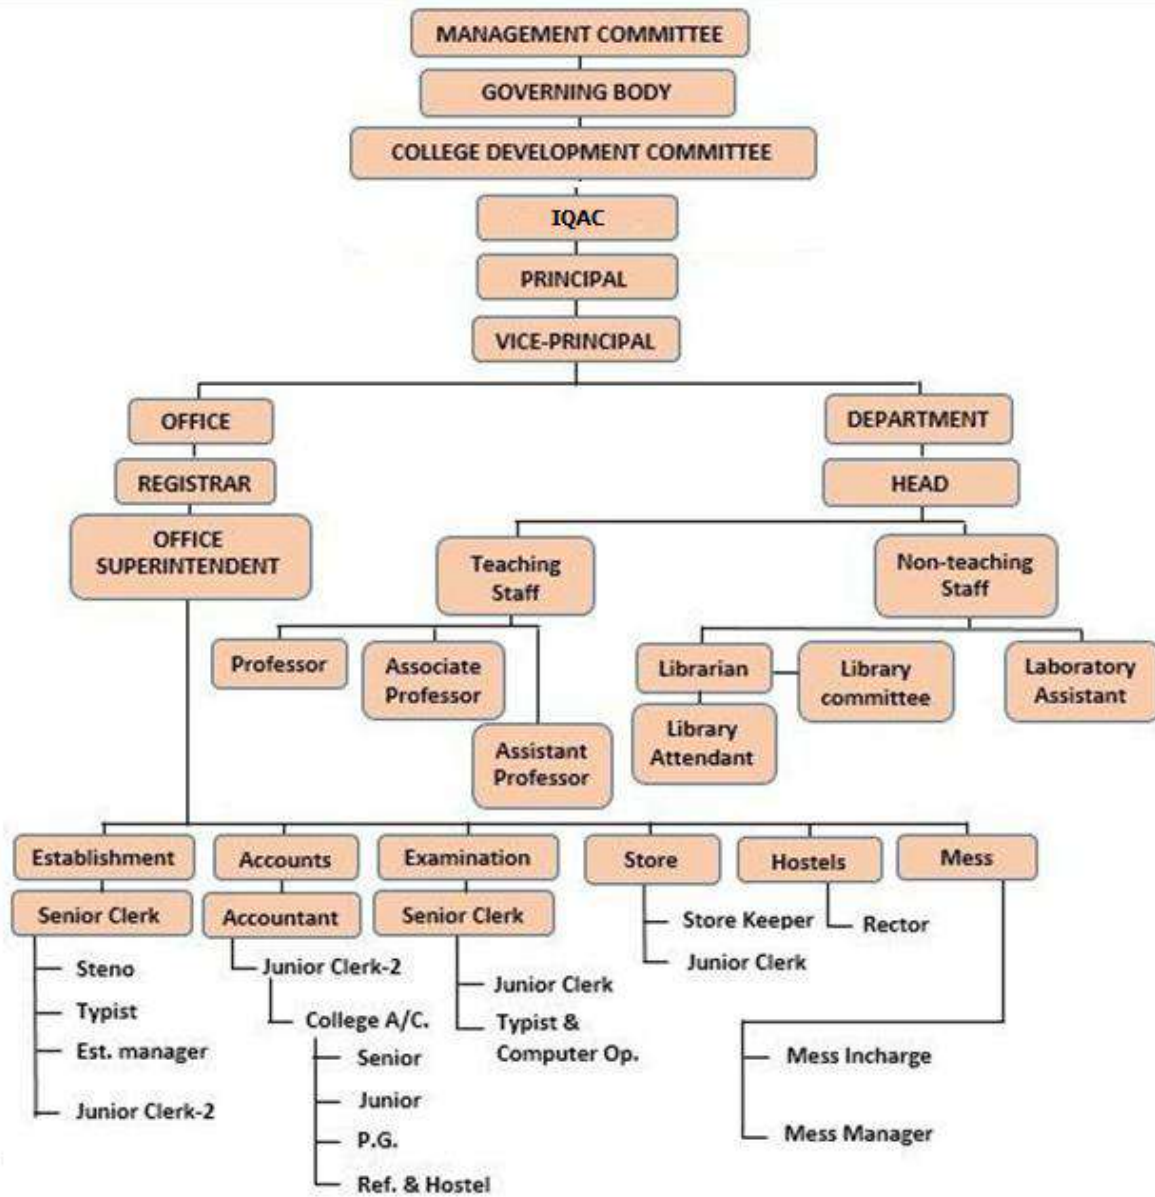 MANAGEMENT COMMITTEE
GOVERNING BODY
COLLEGE DEVELOPMENT COMMITTEE
IQAC
PRINCIPAL
VICE-PRINCIPAL
OFFICE
DEPARTMENT
REGISTRAR
HEAD
OFFICE
SUPERINTENDENT
Teaching
Staff
Non-teaching
Staff
Professor
Associate
Professor
Assistant
Professor
Librarian
Library
committee
Laboratory
Assistant
Library
Attendant
Establishment
Accounts
Examination
Store
Hostels
Mess
Senior Clerk
Accountant
Senior Clerk
Steno
Typist
Est. manager
Junior Clerk-2
Junior Clerk-2
College A/C.
Senior
Junior
P.G.
Ref. & Hostel
Junior Clerk
Typist &
Computer Op.
Store Keeper
Junior Clerk
Rector
Mess Incharge
Mess Manager